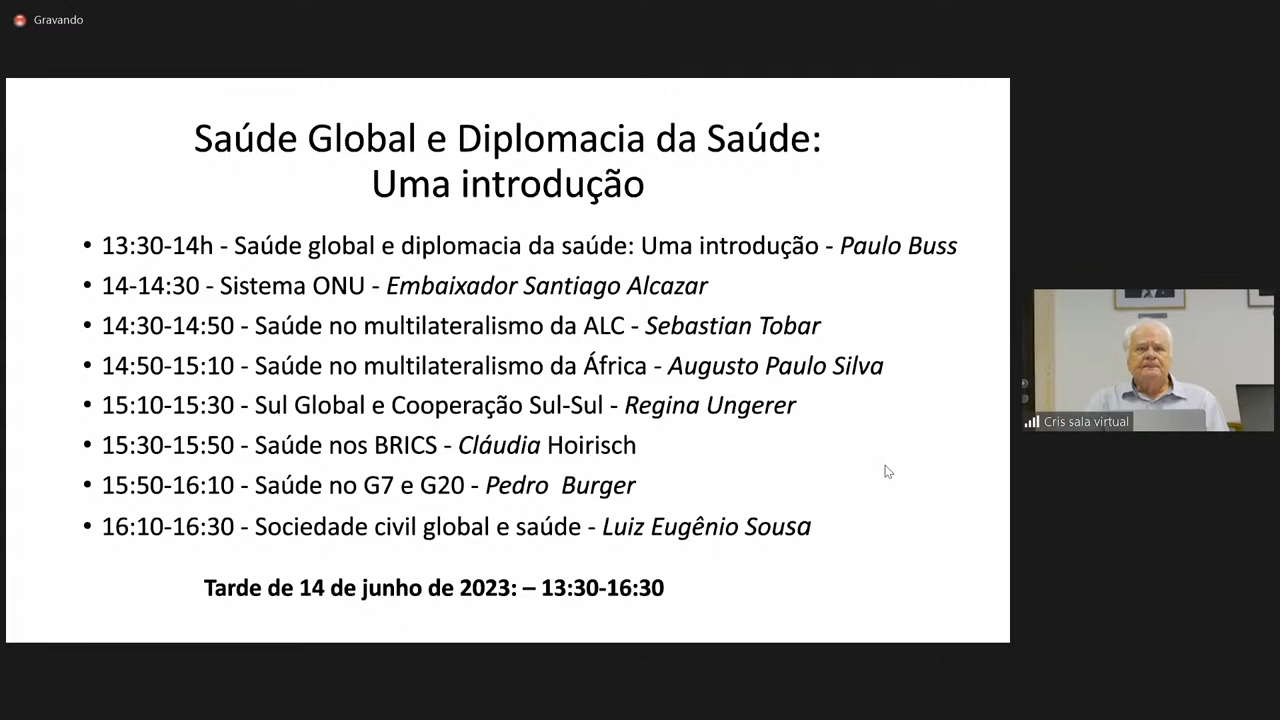 Gravando
Saúde Global e Diplomacia da Saúde:
Uma introdução
• 13:30-14h - Saúde global e diplomacia da saúde: Uma introdução - Paulo Buss
• 14-14:30 - Sistema ONU - Embaixador Santiago Alcazar
• 14:30-14:50 - Saúde no multilateralismo da ALC - Sebastian Tobar
• 14:50-15:10 - Saúde no multilateralismo da África - Augusto Paulo Silva
• 15:10-15:30 - Sul Global e Cooperação Sul-Sul - Regina Ungerer
• 15:30-15:50 - Saúde nos BRICS - Cláudia Hoirisch
• 15:50-16:10 - Saúde no G7 e G20 - Pedro  Burger
• 16:10-16:30 - Sociedade civil global e saúde - Luiz Eugênio Sousa
Tarde de 14 de junho de 2023: – 13:30-16:30
Cris sala virtual